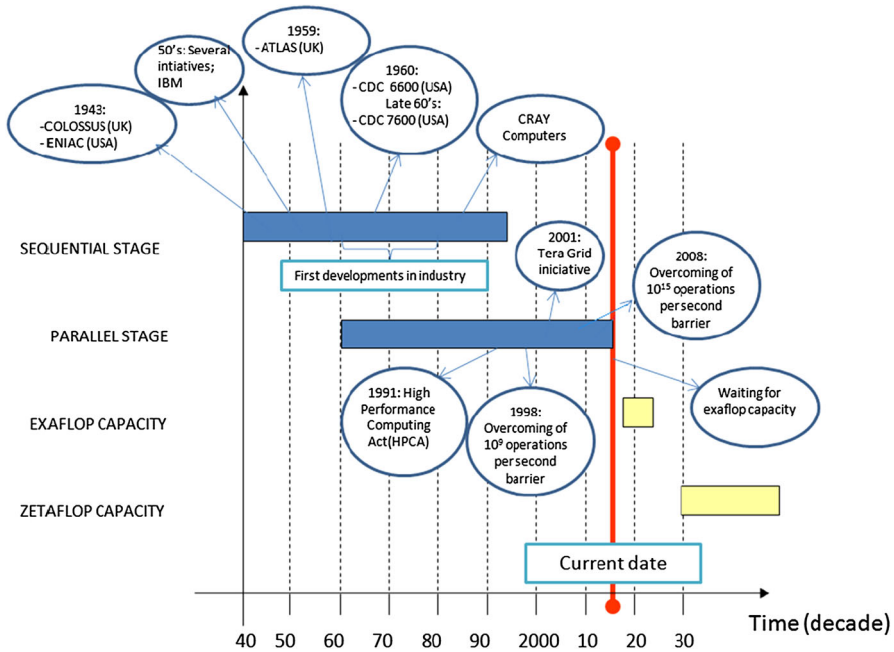 1959:
- ATLAS (UK)
50's: Several
intiatives;
IBM
1960:
- CDC 6600 (USA)
Late 60's:
- CDC 7600 (USA)
1943:
-COLOSSUS (UK)
- ENIAC (USA)
CRAY
Computers
SEQUENTIAL STAGE
First developments in industry
2001:
Tera Grid
iniciative
2008:
Overcoming of
10¹⁵ operations
per second
barrier
PARALLEL STAGE
1991: High
Performance
Computing
Act(HPCA)
1998:
Overcoming of
10⁹ operations
per second
barrier
Waiting for
exaflop capacity
EXAFLOP CAPACITY
ZETAFLOP CAPACITY
Current date
40 50 60 70 80 90 2000 10 20 30
Time (decade)